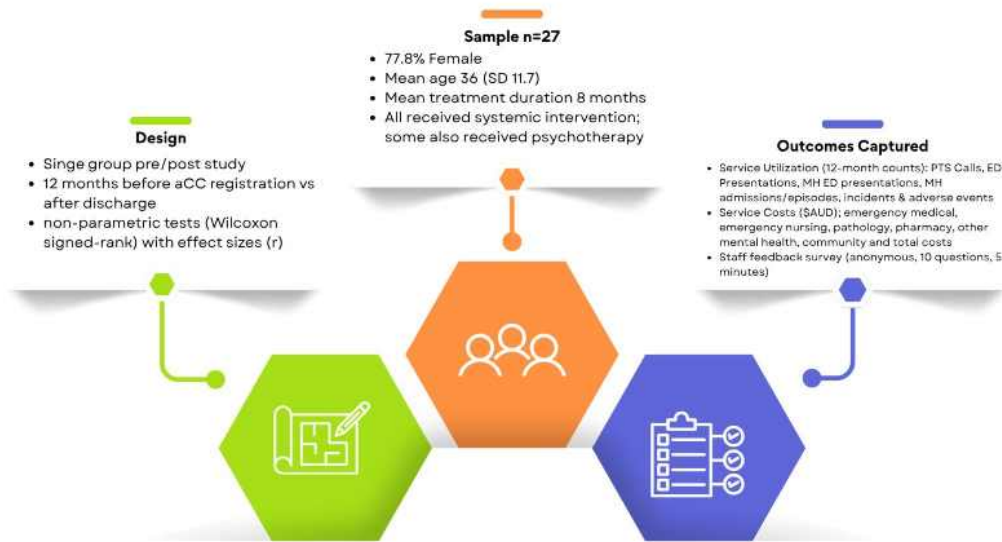 Sample n=27
• 77.8% Female
• Mean age 36 (SD 11.7)
• Mean treatment duration 8 months
• All received systemic intervention;
some also received psychotherapy
Design
• Singe group pre/post study
• 12 months before aCC registration vs
after discharge
• non-parametric tests (Wilcoxon
signed-rank) with effect sizes (r)
Outcomes Captured
• Service Utilization (12-month counts): PTS Calls, ED
Presentations, MH ED presentations, MH
admissions/episodes, incidents & adverse events
• Service Costs ($AUD); emergency medical,
emergency nursing, pathology, pharmacy, other
mental health, community and total costs
• Staff feedback survey (anonymous, 10 questions, 5
minutes)